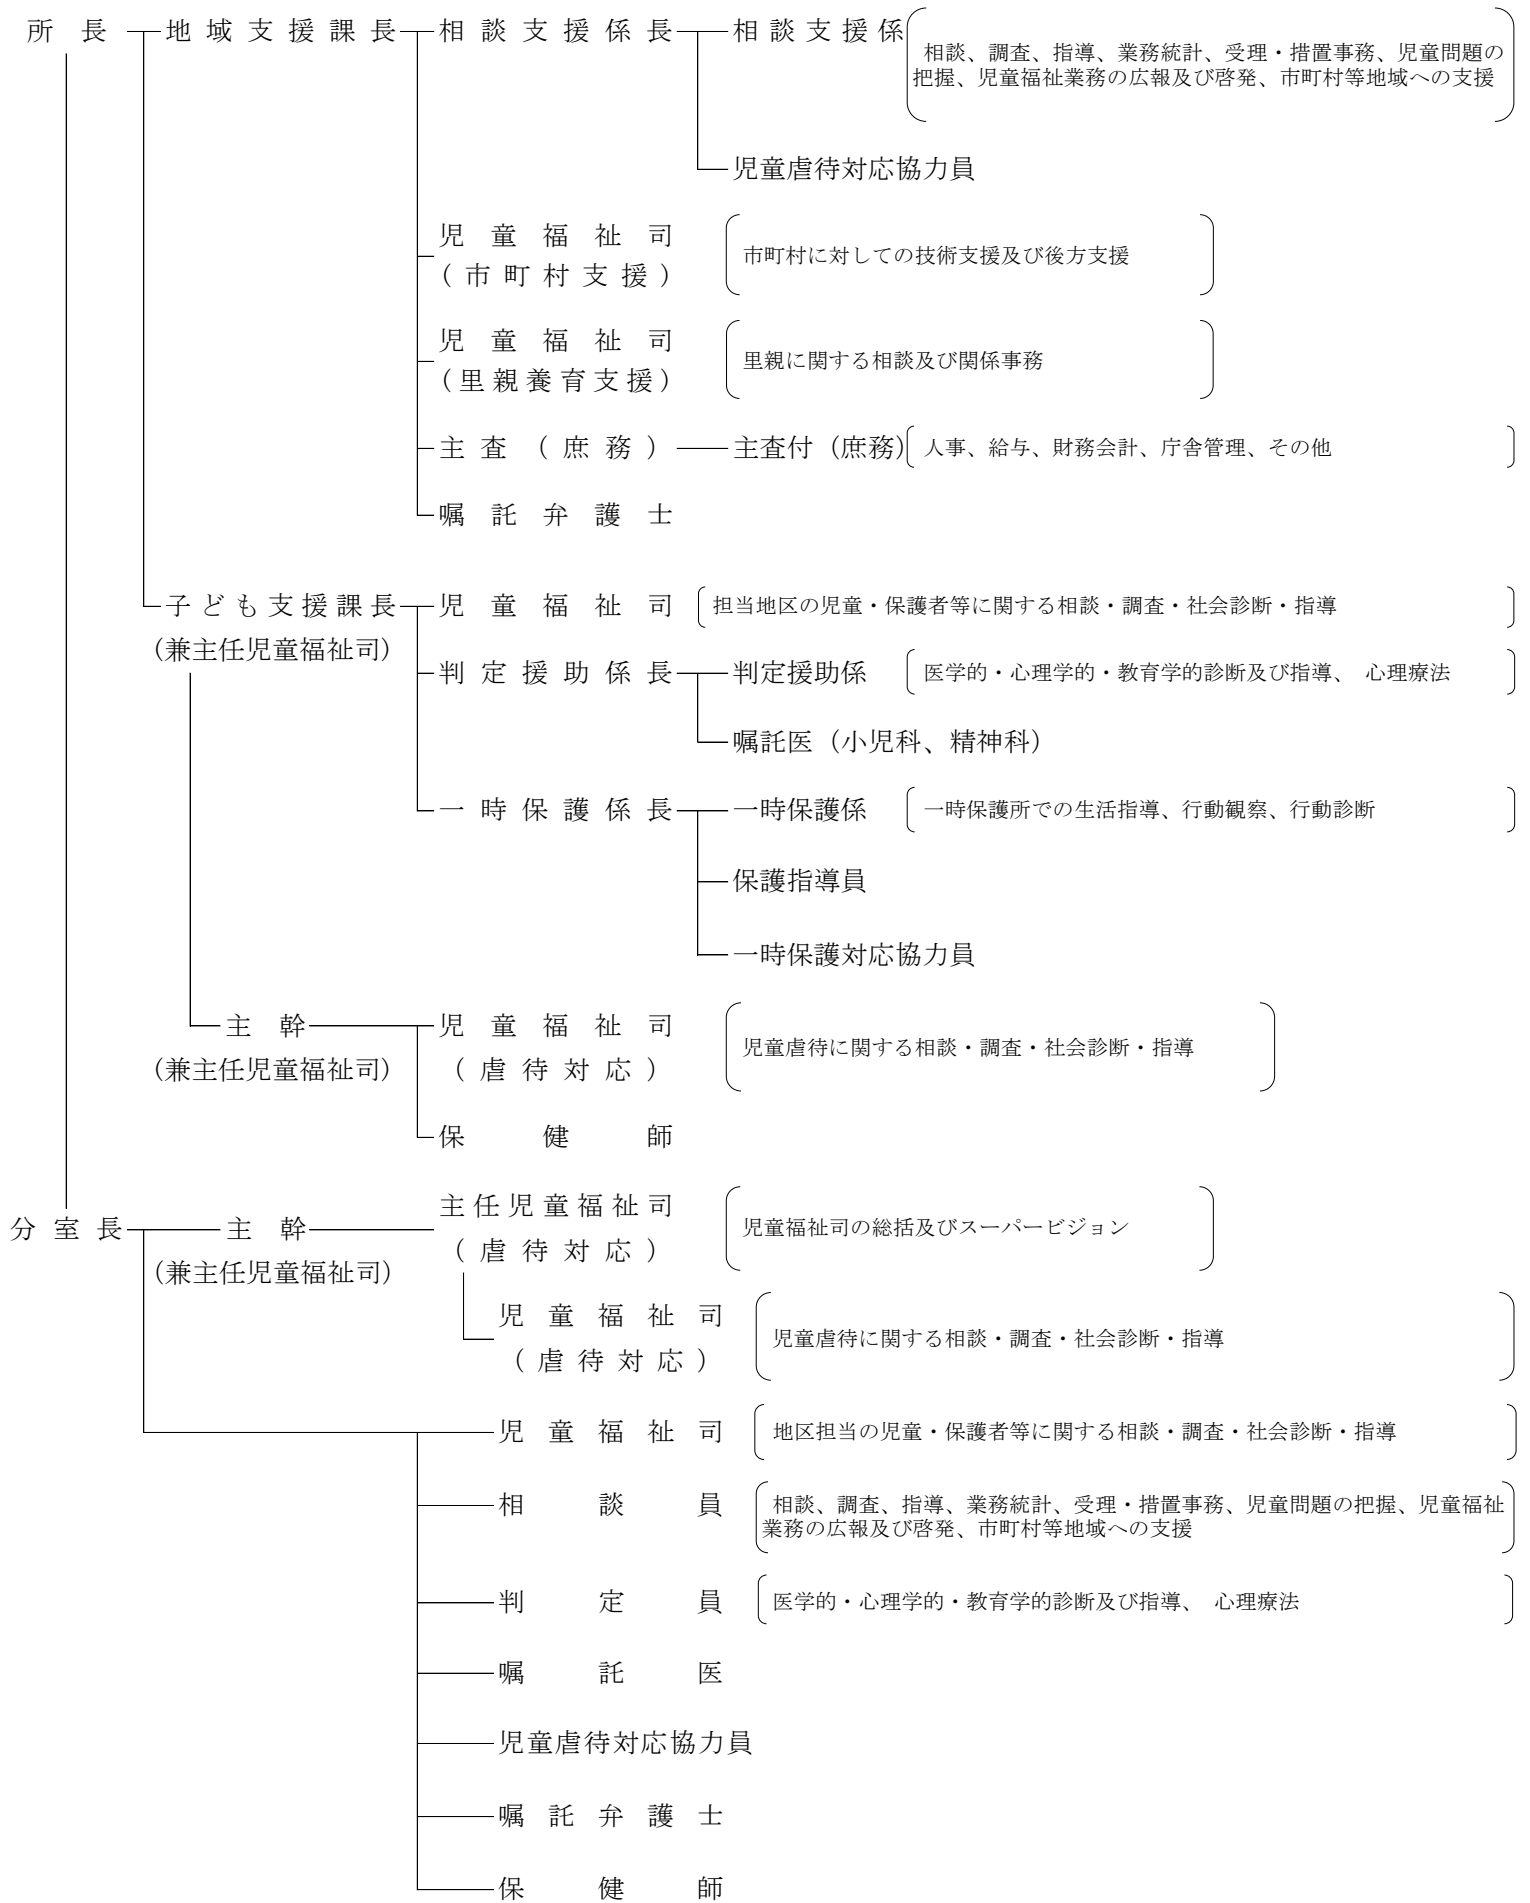 所長 地域支援課長 相談支援係長 相談支援係
相談、調査、指導、業務統計、受理・措置事務、児童問題の
把握、児童福祉業務の広報及び啓発、市町村等地域への支援
児童虐待対応協力員
児童福祉司
(市町村支援)
市町村に対しての技術支援及び後方支援
児童福祉司
(里親養育支援)
里親に関する相談及び関係事務
主査(庶務) 主査付(庶務) 人事、給与、財務会計、庁舎管理、その他
嘱託弁護士
子ども支援課長 児童福祉司 担当地区の児童・保護者等に関する相談・調査・社会診断・指導
(兼主任児童福祉司)
判定援助係長 判定援助係 医学的・心理学的・教育学的診断及び指導、 心理療法
嘱託医(小児科、精神科)
一時保護係長 一時保護係 一時保護所での生活指導、行動観察、行動診断
保護指導員
一時保護対応協力員
主幹 児童福祉司
(兼主任児童福祉司) (虐待対応)
児童虐待に関する相談・調査・社会診断・指導
保健師
分室長 主幹
(兼主任児童福祉司)
主任児童福祉司
(虐待対応)
児童福祉司の総括及びスーパービジョン
児童福祉司
(虐待対応)
児童虐待に関する相談・調査・社会診断・指導
児童福祉司 地区担当の児童・保護者等に関する相談・調査・社会診断・指導
相談員
相談、調査、指導、業務統計、受理・措置事務、児童問題の把握、児童福祉
業務の広報及び啓発、市町村等地域への支援
判定員 医学的・心理学的・教育学的診断及び指導、 心理療法
嘱託医
児童虐待対応協力員
嘱託弁護士
保健師